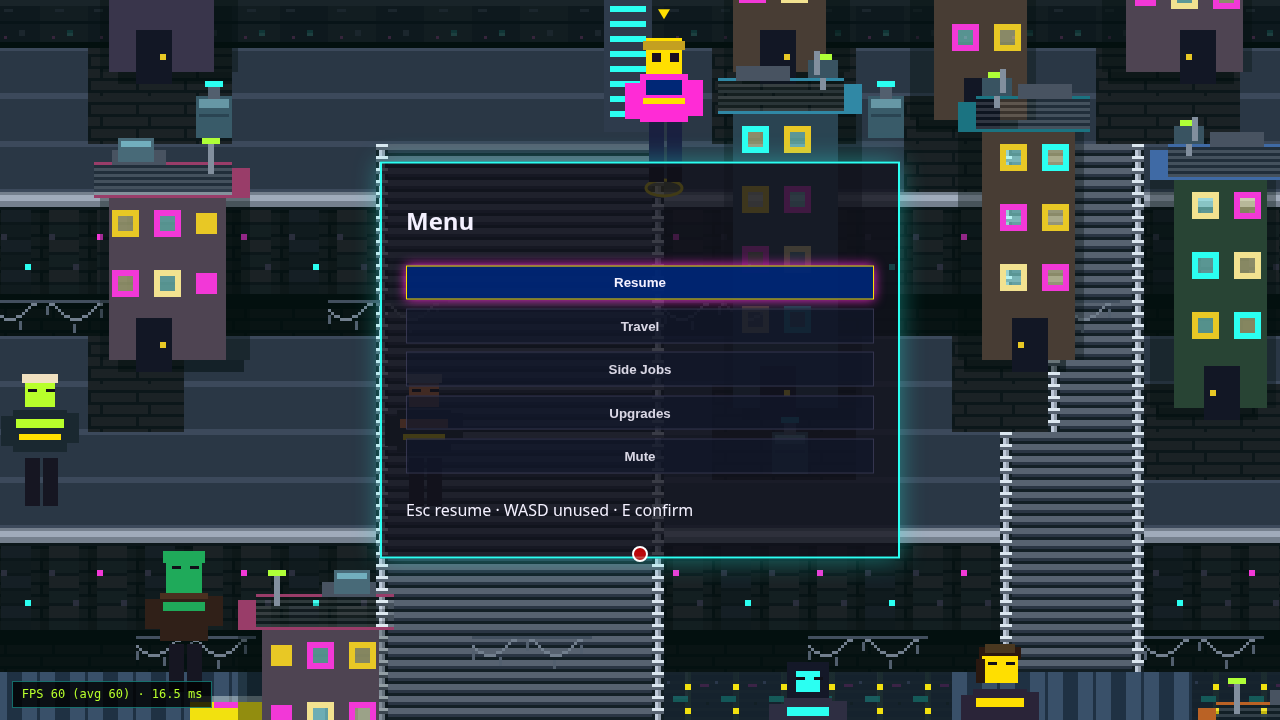 Menu
Resume
Travel
Side Jobs
Upgrades
Mute
Esc resume · WASD unused · E confirm
FPS 60 (avg 60) · 16.5 ms